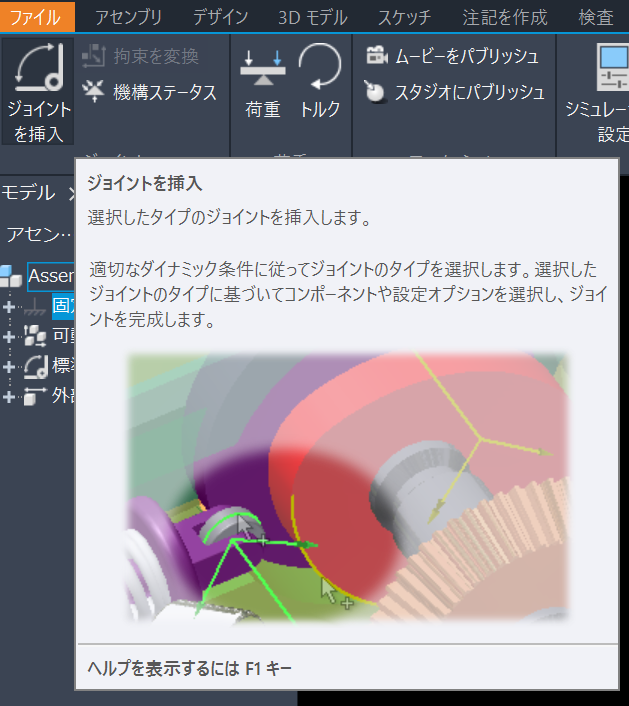 ファイル アセンブリ デザイン 3D モデル スケッチ 注記を作成 検査
ジョイント
を挿入
拘束を変換
機構ステータス
荷重 トルク
ムービーをパブリッシュ
スタジオにパブリッシュ
シミュレー
設定
モデル
アセン…
Assem
固定
可動
標準
外部
ジョイントを挿入
選択したタイプのジョイントを挿入します。
適切なダイナミック条件に従ってジョイントのタイプを選択します。選択した
ジョイントのタイプに基づいてコンポーネントや設定オプションを選択し、ジョイ
ントを完成します。
ヘルプを表示するには F1 キー